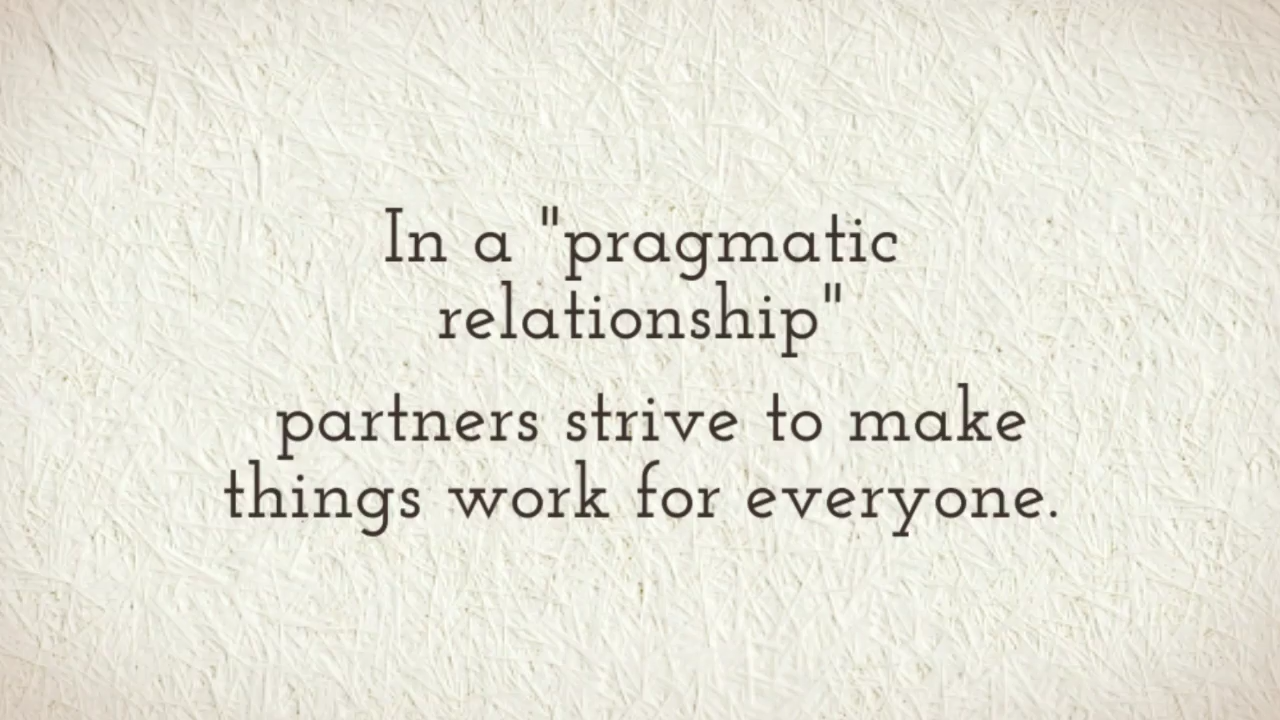 In a "pragmatic
relationship"
partners strive to make
things work for everyone.